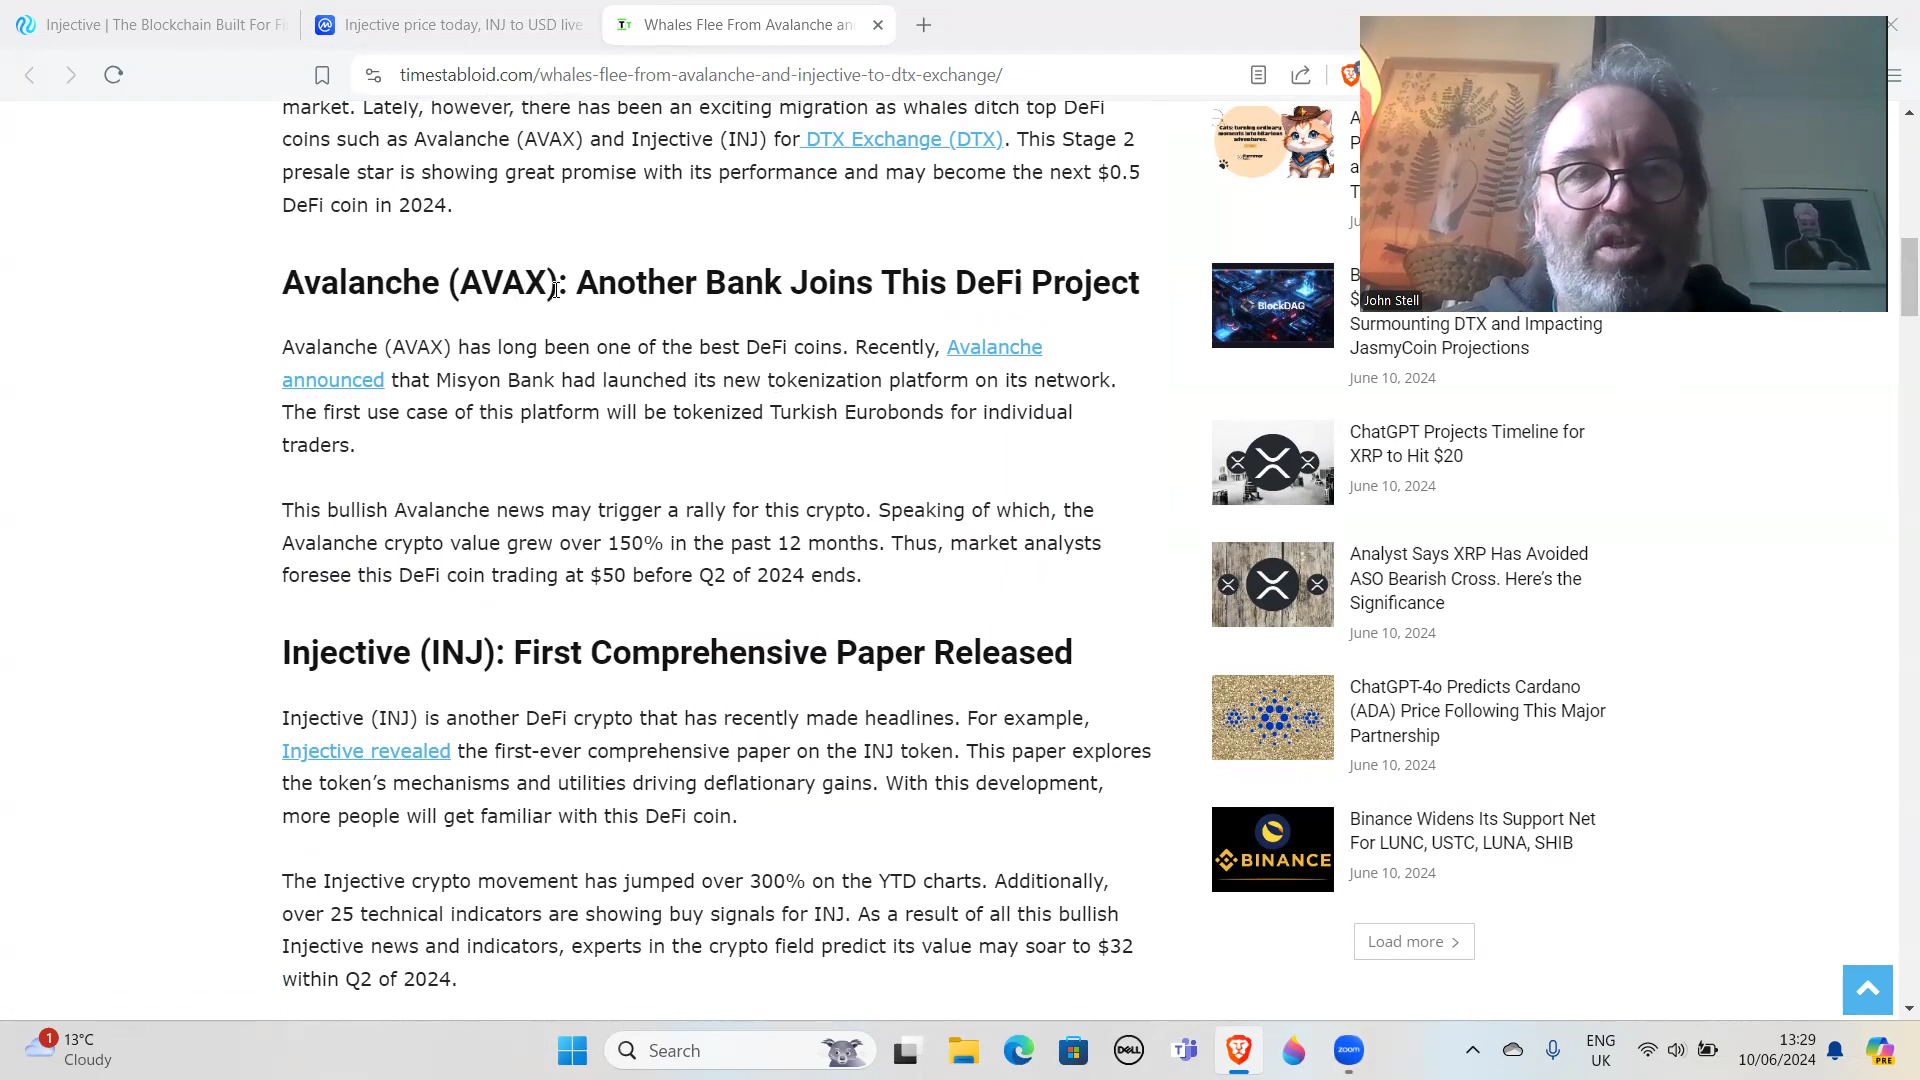 Injective | The Blockchain Built For Fi
Injective price today, INJ to USD live
Whales Flee From Avalanche an
timestabloid.com/whales-flee-from-avalanche-and-injective-to-dtx-exchange/
market. Lately, however, there has been an exciting migration as whales ditch top DeFi
coins such as Avalanche (AVAX) and Injective (INJ) for DTX Exchange (DTX). This Stage 2
presale star is showing great promise with its performance and may become the next $0.5
DeFi coin in 2024.
Avalanche (AVAX): Another Bank Joins This DeFi Project
Avalanche (AVAX) has long been one of the best DeFi coins. Recently, Avalanche
announced that Misyon Bank had launched its new tokenization platform on its network.
The first use case of this platform will be tokenized Turkish Eurobonds for individual
traders.
This bullish Avalanche news may trigger a rally for this crypto. Speaking of which, the
Avalanche crypto value grew over 150% in the past 12 months. Thus, market analysts
foresee this DeFi coin trading at $50 before Q2 of 2024 ends.
Injective (INJ): First Comprehensive Paper Released
Injective (INJ) is another DeFi crypto that has recently made headlines. For example,
Injective revealed the first-ever comprehensive paper on the INJ token. This paper explores
the token’s mechanisms and utilities driving deflationary gains. With this development,
more people will get familiar with this DeFi coin.
The Injective crypto movement has jumped over 300% on the YTD charts. Additionally,
over 25 technical indicators are showing buy signals for INJ. As a result of all this bullish
Injective news and indicators, experts in the crypto field predict its value may soar to $32
within Q2 of 2024.
Cats: turning ordinary
moments into hilarious
adventures.
John Stell
BlockDAG
Surmounting DTX and Impacting
JasmyCoin Projections
June 10, 2024
ChatGPT Projects Timeline for
XRP to Hit $20
June 10, 2024
Analyst Says XRP Has Avoided
ASO Bearish Cross. Here’s the
Significance
June 10, 2024
ChatGPT-4o Predicts Cardano
(ADA) Price Following This Major
Partnership
June 10, 2024
BINANCE
Binance Widens Its Support Net
For LUNC, USTC, LUNA, SHIB
June 10, 2024
Load more
1
13°C
Cloudy
Search
DELL
zoom
ENG
UK
13:29
10/06/2024
PRE